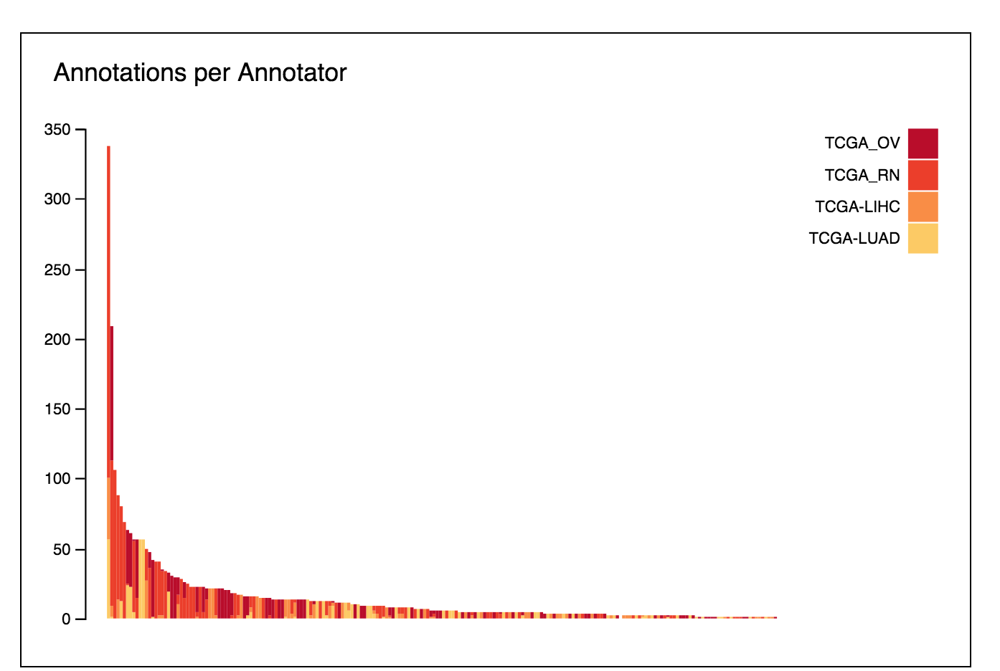 Annotations per Annotator
350
300
250
200
150
100
50
0
TCGA_OV
TCGA_RN
TCGA-LIHC
TCGA-LUAD